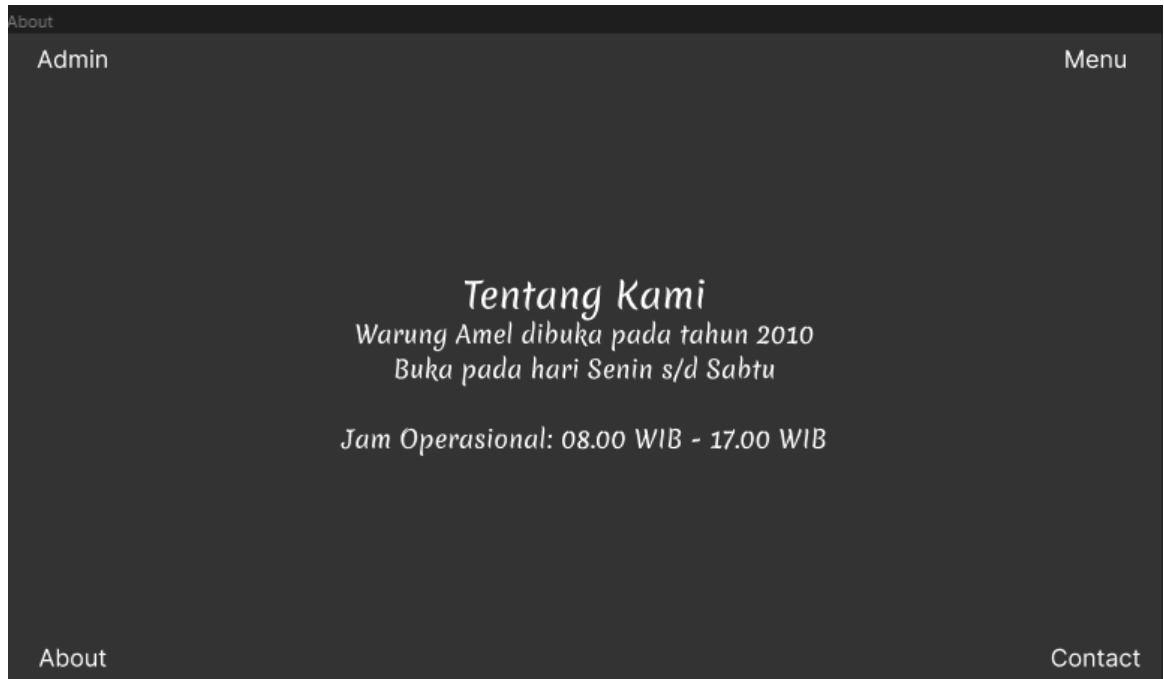 About
Admin
Menu
Tentang Kami
Warung Amel dibuka pada tahun 2010
Buka pada hari Senin s/d Sabtu
Jam Operasional: 08.00 WIB - 17.00 WIB
About
Contact